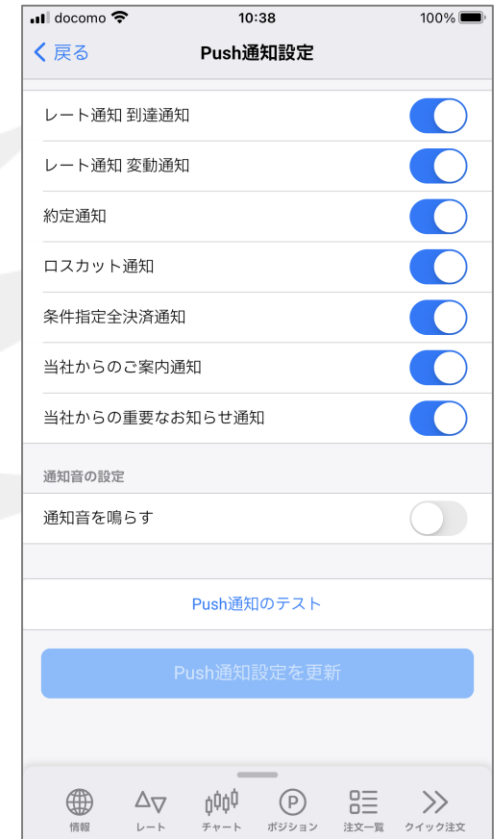 docomo 10:38 100%
戻る Push通知設定
レート通知 到達通知
レート通知 変動通知
約定通知
ロスカット通知
条件指定全決済通知
当社からのご案内通知
当社からの重要なお知らせ通知
通知音の設定
通知音を鳴らす
Push通知のテスト
Push通知設定を更新
P
情報 レート チャート ポジション 注文一覧 クイック注文